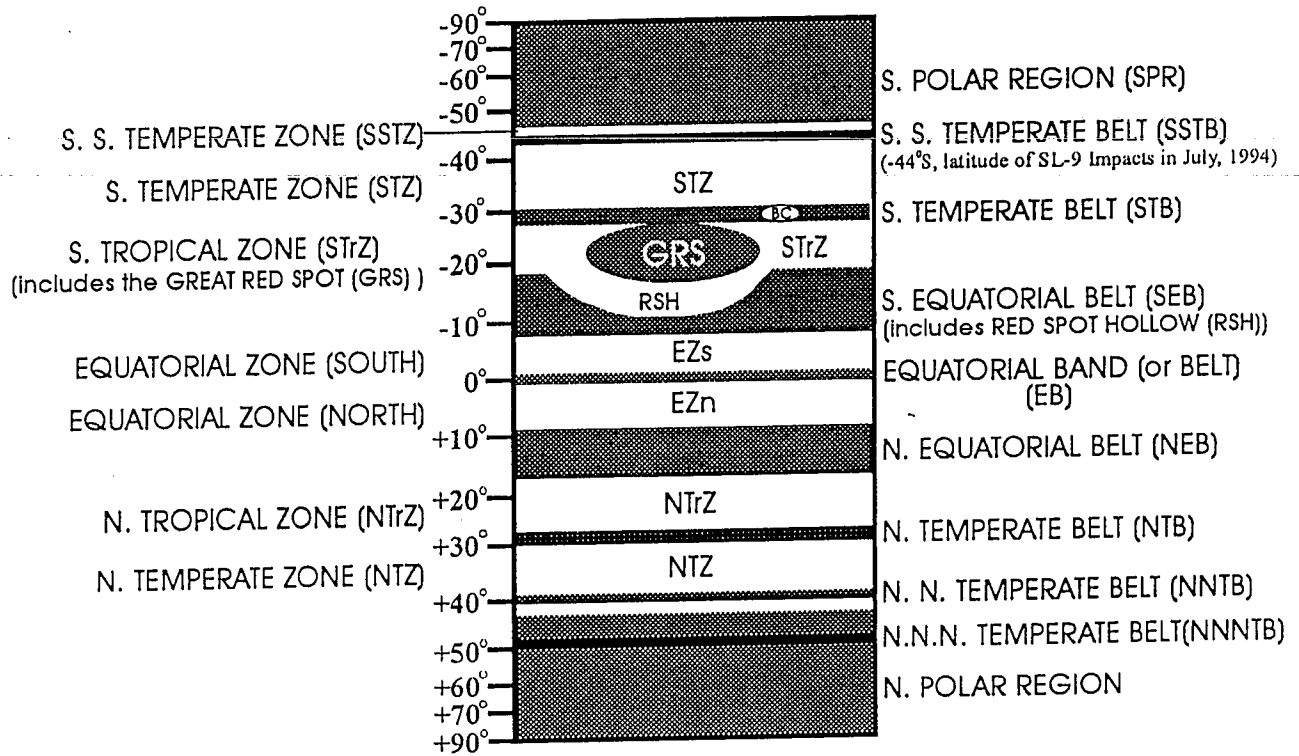 -90°
-70°
-60°
S. POLAR REGION (SPR)
-50°
S. S. TEMPERATE ZONE (SSTZ)
S. S. TEMPERATE BELT (SSTB)
(-44°S, latitude of SL-9 Impacts in July, 1994)
-40°
S. TEMPERATE ZONE (STZ)
STZ
-30°
BC
S. TEMPERATE BELT (STB)
S. TROPICAL ZONE (STrZ)
(includes the GREAT RED SPOT (GRS) )
GRS
STrZ
-20°
RSH
S. EQUATORIAL BELT (SEB)
(includes RED SPOT HOLLOW (RSH))
-10°
EZs
EQUATORIAL ZONE (SOUTH)
0°
EQUATORIAL BAND (or BELT)
(EB)
EZn
EQUATORIAL ZONE (NORTH)
+10°
N. EQUATORIAL BELT (NEB)
+20°
NTrZ
N. TROPICAL ZONE (NTrZ)
N. TEMPERATE BELT (NTB)
+30°
NTZ
N. TEMPERATE ZONE (NTZ)
N. N. TEMPERATE BELT (NNTB)
+40°
N.N.N. TEMPERATE BELT(NNNTB)
+50°
N. POLAR REGION
+60°
+70°
+90°